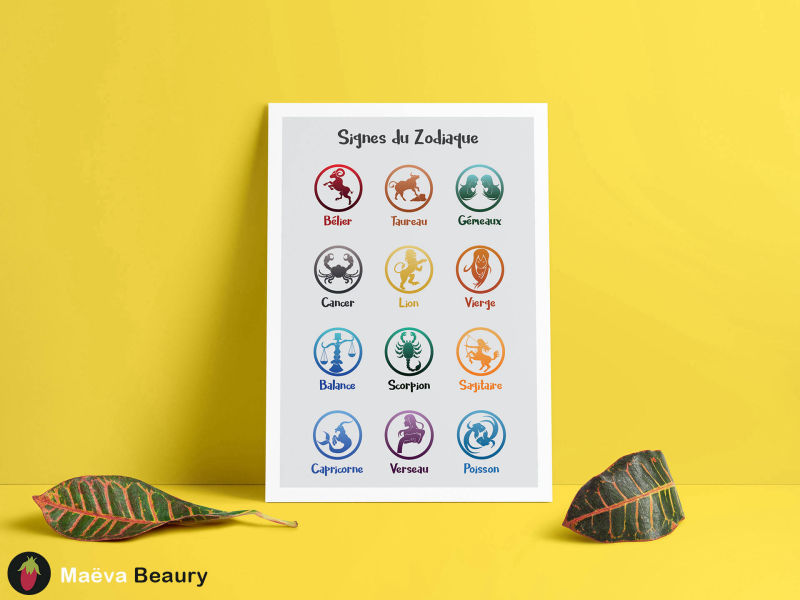 Signes du Zodiaque
Bélier Taureau Gémeaux
Cancer Lion Vierge
Balance Scorpion Sagitaire
Capricorne Verseau Poisson
Maëva Beaury